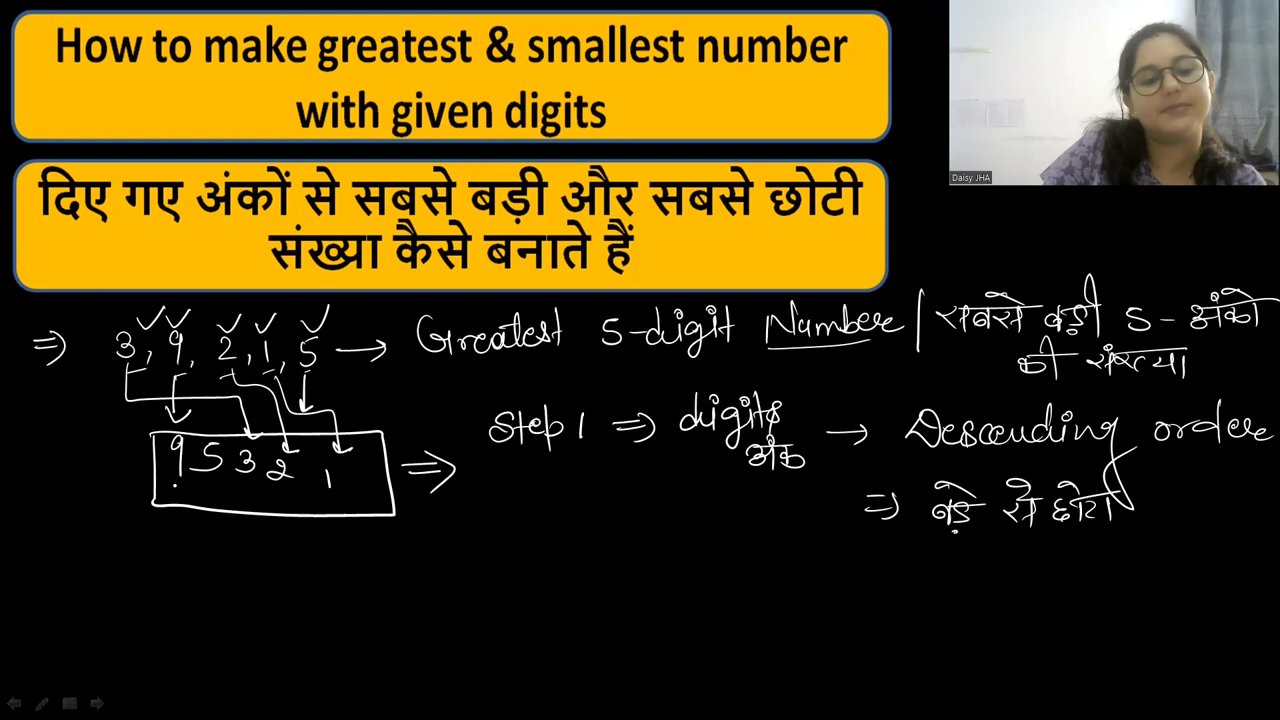 How to make greatest & smallest number
with given digits
Daisy JHA
दिए गए अंकों से सबसे बड़ी और सबसे छोटी
संख्या कैसे बनाते हैं
⇒ 3, 9, 2, 1, 5 → Greatest 5-digit Number / सबसे बड़ी 5-अंको
की संख्या
Step 1 ⇒ digits → Descending order
अंक
9 5 3 2 1 ⇒
⇒ बड़े से छोटा